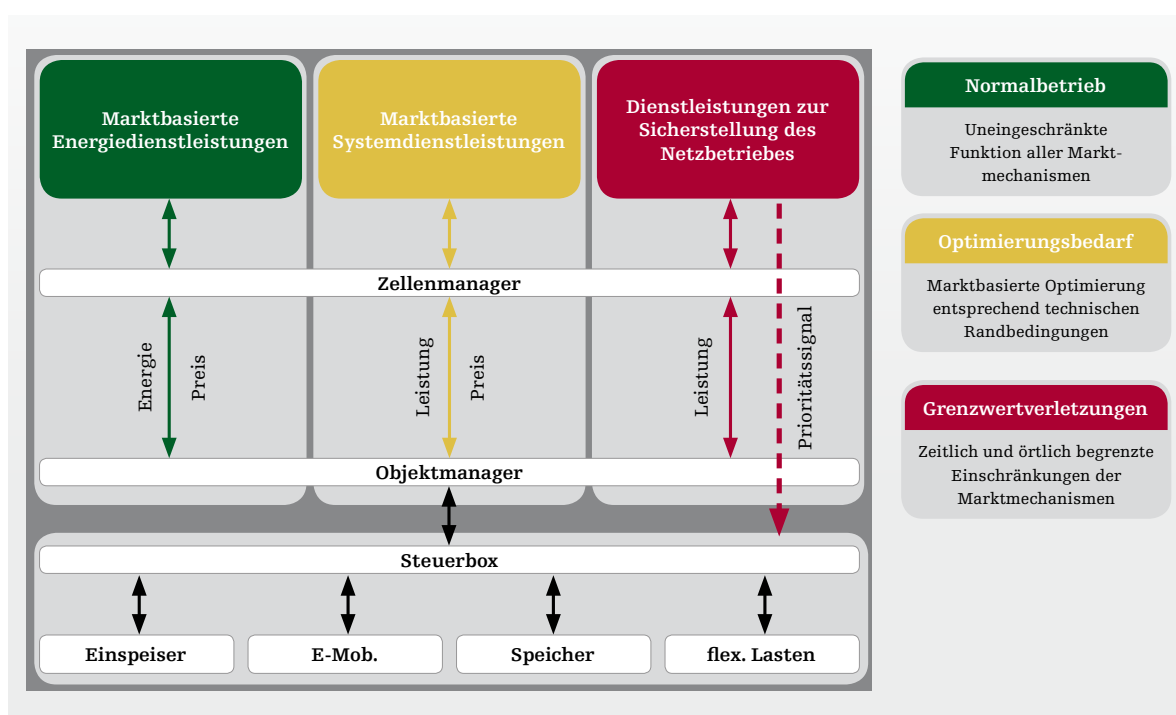 Marktbasierte
Energiedienstleistungen
Marktbasierte
Systemdienstleistungen
Dienstleistungen zur
Sicherstellung des
Netzbetriebes
Zellenmanager
Energie
Preis
Leistung
Preis
Leistung
Prioritätssignal
Objektmanager
Steuerbox
Einspeiser
E-Mob.
Speicher
flex. Lasten
Normalbetrieb
Uneingeschränkte
Funktion aller Markt-
mechanismen
Optimierungsbedarf
Marktbasierte Optimierung
entsprechend technischen
Randbedingungen
Grenzwertverletzungen
Zeitlich und örtlich begrenzte
Einschränkungen der
Marktmechanismen